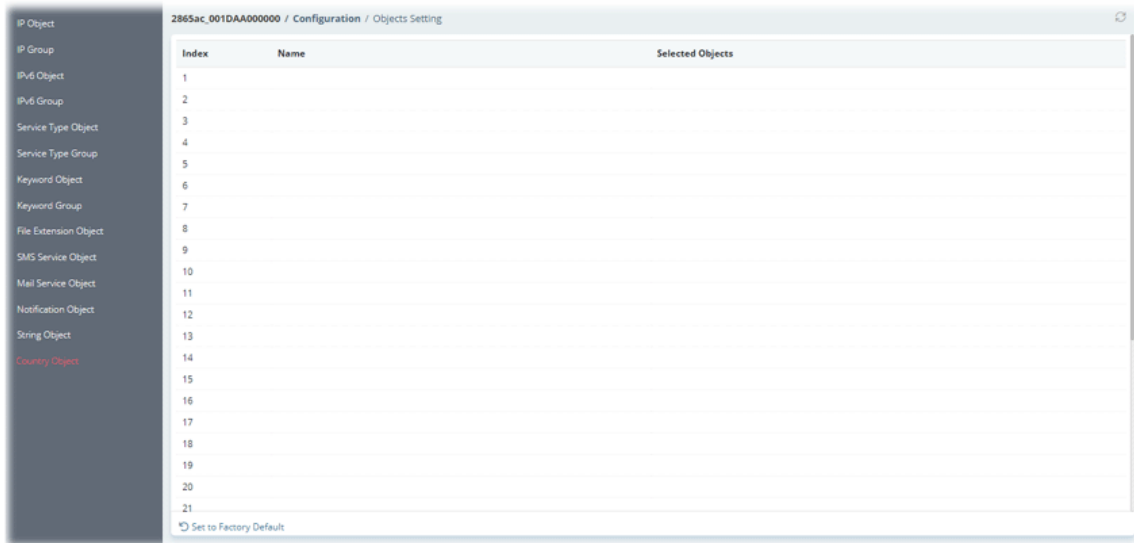 IP Object
IP Group
IPv6 Object
IPv6 Group
Service Type Object
Service Type Group
Keyword Object
Keyword Group
File Extension Object
SMS Service Object
Mail Service Object
Notification Object
String Object
Country Object
2865ac_001DAA000000 / Configuration / Objects Setting
Index Name Selected Objects
1
2
3
4
5
6
7
8
9
10
11
12
13
14
15
16
17
18
19
20
21
Set to Factory Default